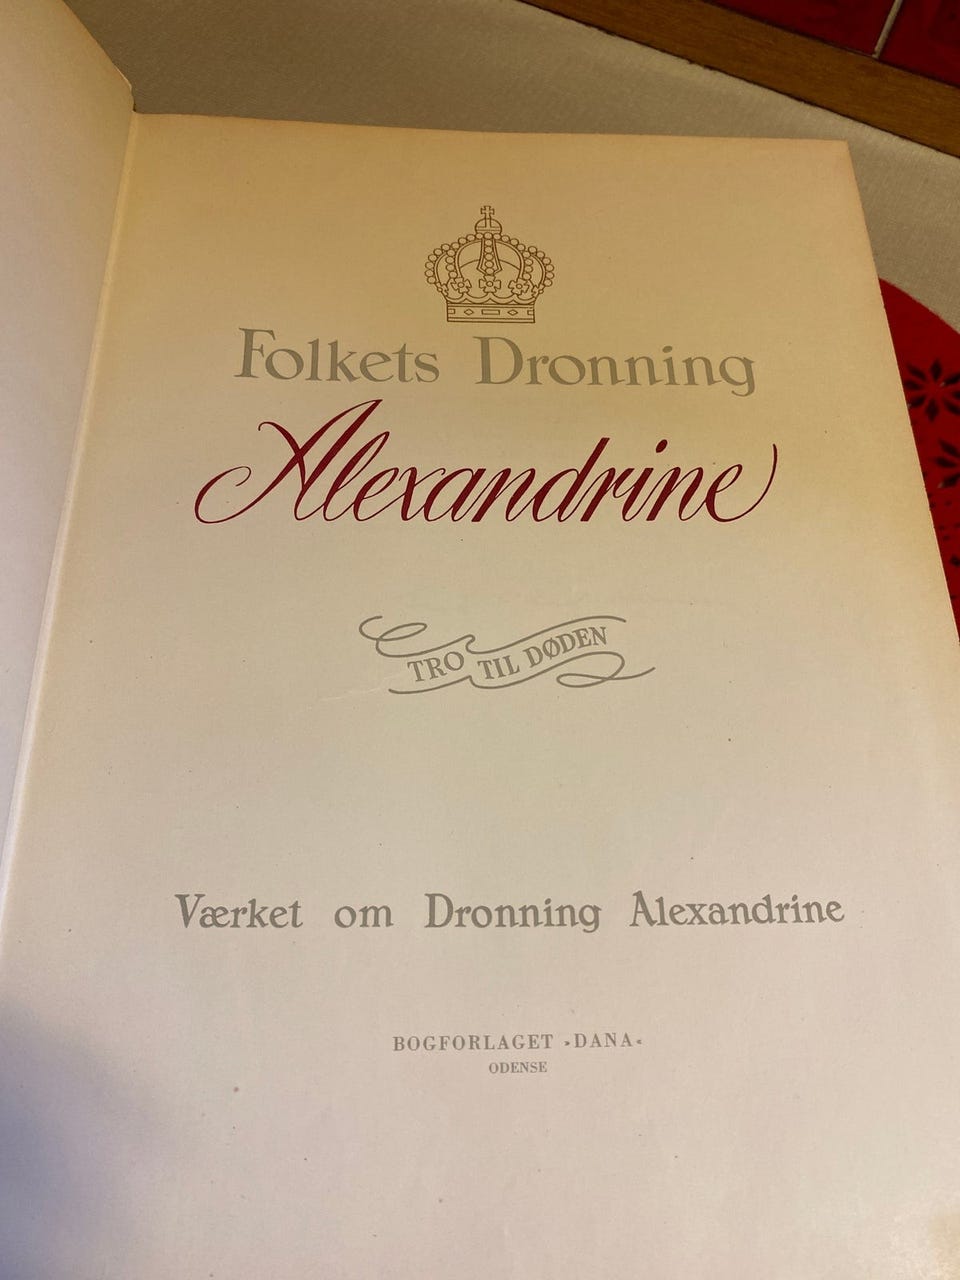 Folkets Dronning
Alexandrine
TRO TIL DØDEN
Værket om Dronning Alexandrine
BOGFORLAGET »DANA«
ODENSE